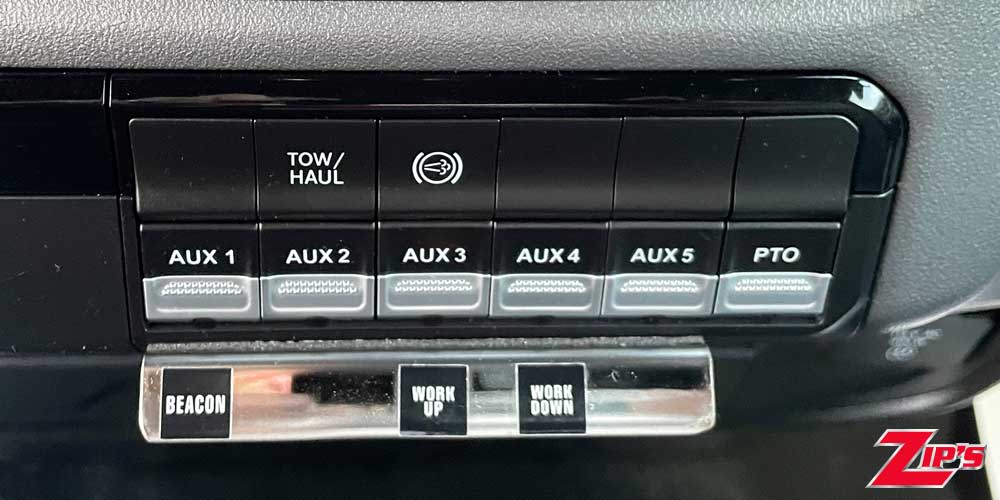 TOW/
HAUL
AUX 1 AUX 2 AUX 3 AUX 4 AUX 5 PTO
BEACON
WORK
UP
WORK
DOWN
ZIP'S